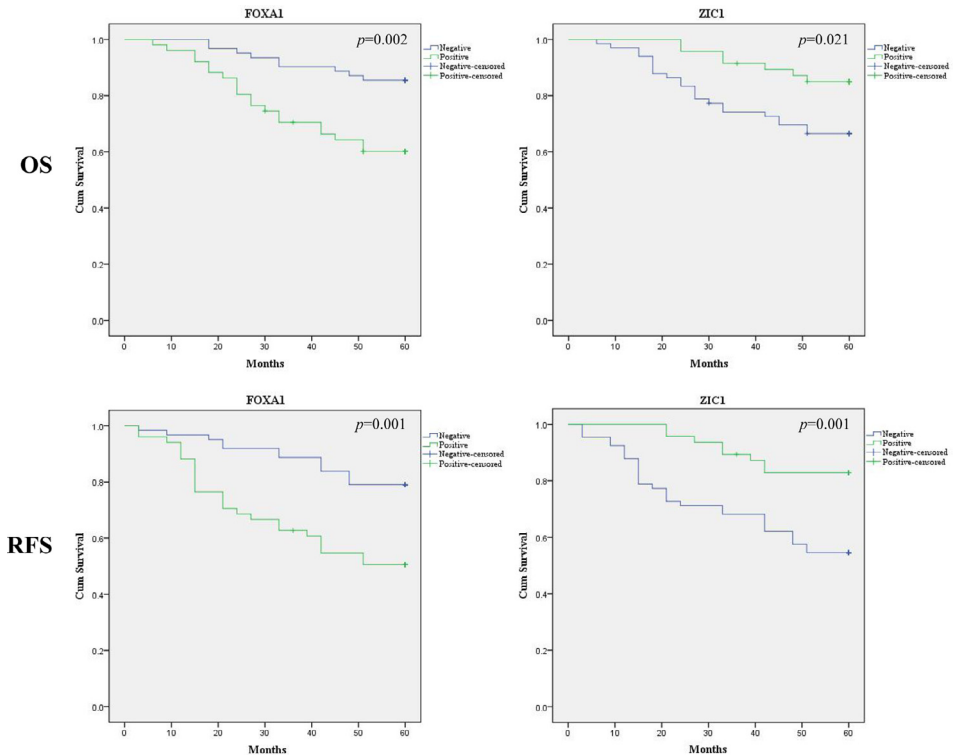 FOXA1
p=0.002
Negative
Positive
Negative-censored
Positive-censored
OS
Cum Survival
1.0
0.8
0.6
0.4
0.2
0.0
0 10 20 30 40 50 60
Months
ZIC1
p=0.021
Negative
Positive
Negative-censored
Positive-censored
Cum Survival
1.0
0.8
0.6
0.4
0.2
0.0
0 10 20 30 40 50 60
Months
FOXA1
p=0.001
Negative
Positive
Negative-censored
Positive-censored
RFS
Cum Survival
1.0
0.8
0.6
0.4
0.2
0.0
0 10 20 30 40 50 60
Months
ZIC1
p=0.001
Negative
Positive
Negative-censored
Positive-censored
Cum Survival
1.0
0.8
0.6
0.4
0.2
0.0
0 10 20 30 40 50 60
Months